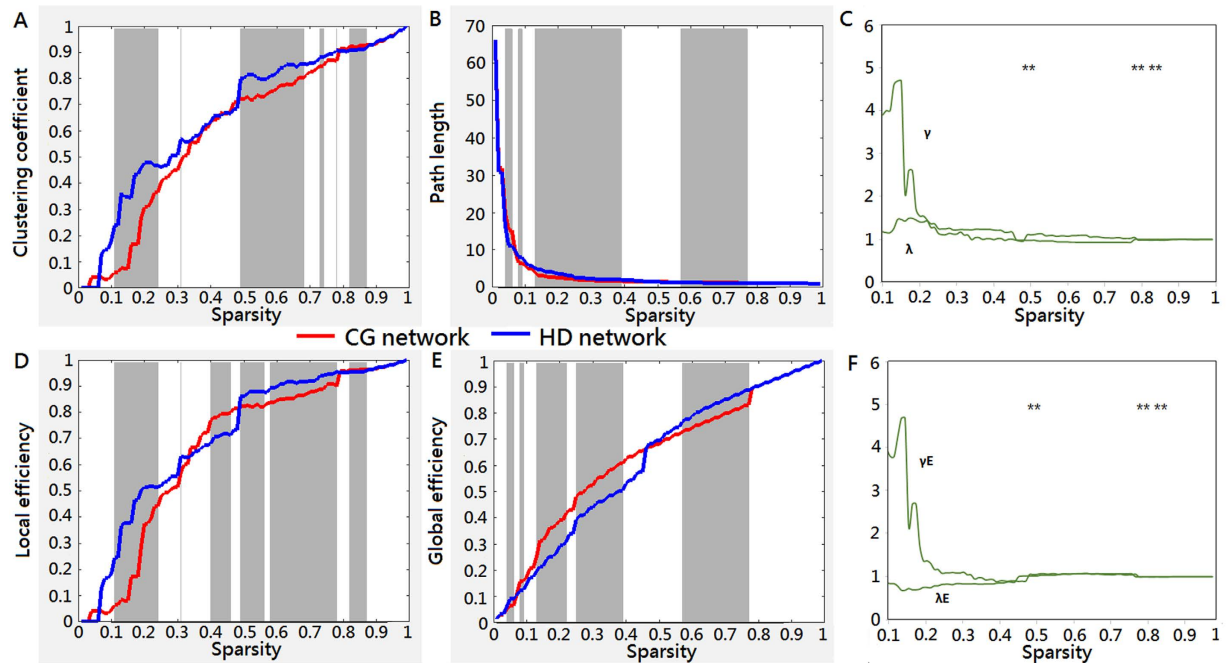 A
Clustering coefficient
1
0.9
0.8
0.7
0.6
0.5
0.4
0.3
0.2
0.1
0
0 0.1 0.2 0.3 0.4 0.5 0.6 0.7 0.8 0.9 1
Sparsity
B
Path length
70
60
50
40
30
20
10
0
0 0.1 0.2 0.3 0.4 0.5 0.6 0.7 0.8 0.9 1
Sparsity
C
6
5
4
3
2
1
0
** ** **
γ
λ
0.1 0.2 0.3 0.4 0.5 0.6 0.7 0.8 0.9 1
Sparsity
CG network HD network
D
Local efficiency
1
0.9
0.8
0.7
0.6
0.5
0.4
0.3
0.2
0.1
0
0 0.1 0.2 0.3 0.4 0.5 0.6 0.7 0.8 0.9 1
Sparsity
E
Global efficiency
1
0.9
0.8
0.7
0.6
0.5
0.4
0.3
0.2
0.1
0
0 0.1 0.2 0.3 0.4 0.5 0.6 0.7 0.8 0.9 1
Sparsity
F
6
5
4
3
2
1
0
** ** **
γE
λE
0.1 0.2 0.3 0.4 0.5 0.6 0.7 0.8 0.9 1
Sparsity